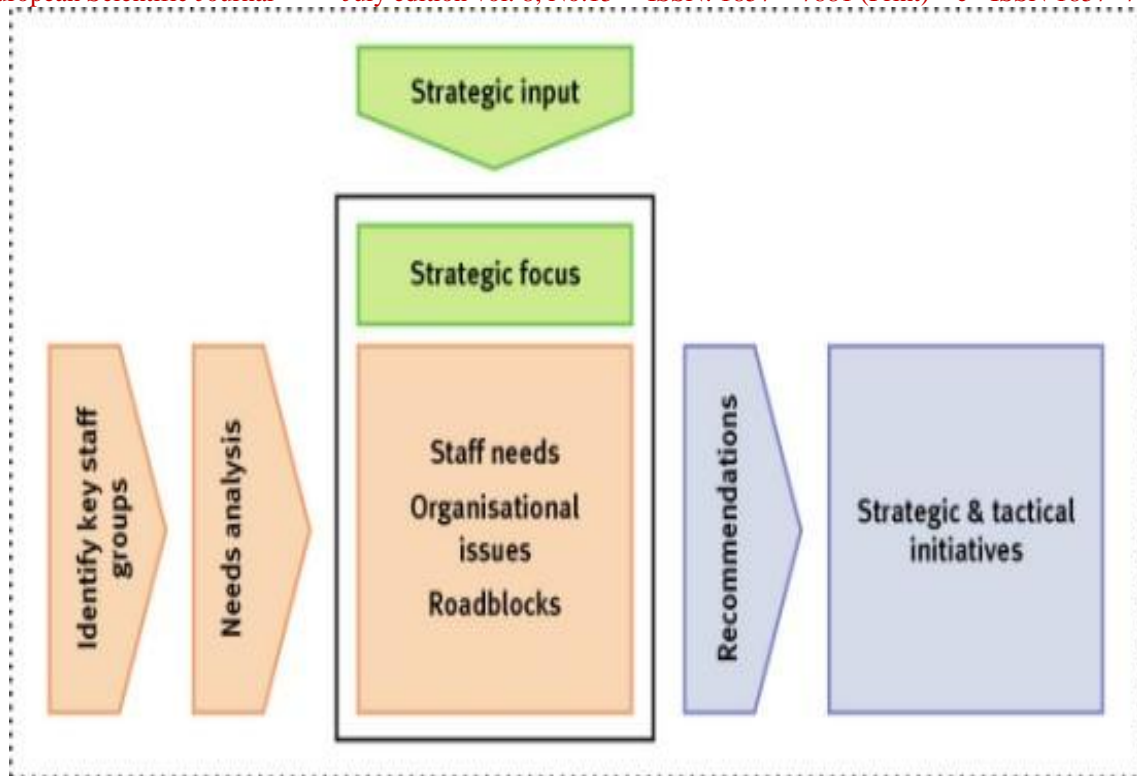 Strategic input
Strategic focus
Identify key staff
groups
Needs analysis
Staff needs
Organisational
issues
Roadblocks
Recommendations
Strategic & tactical
initiatives